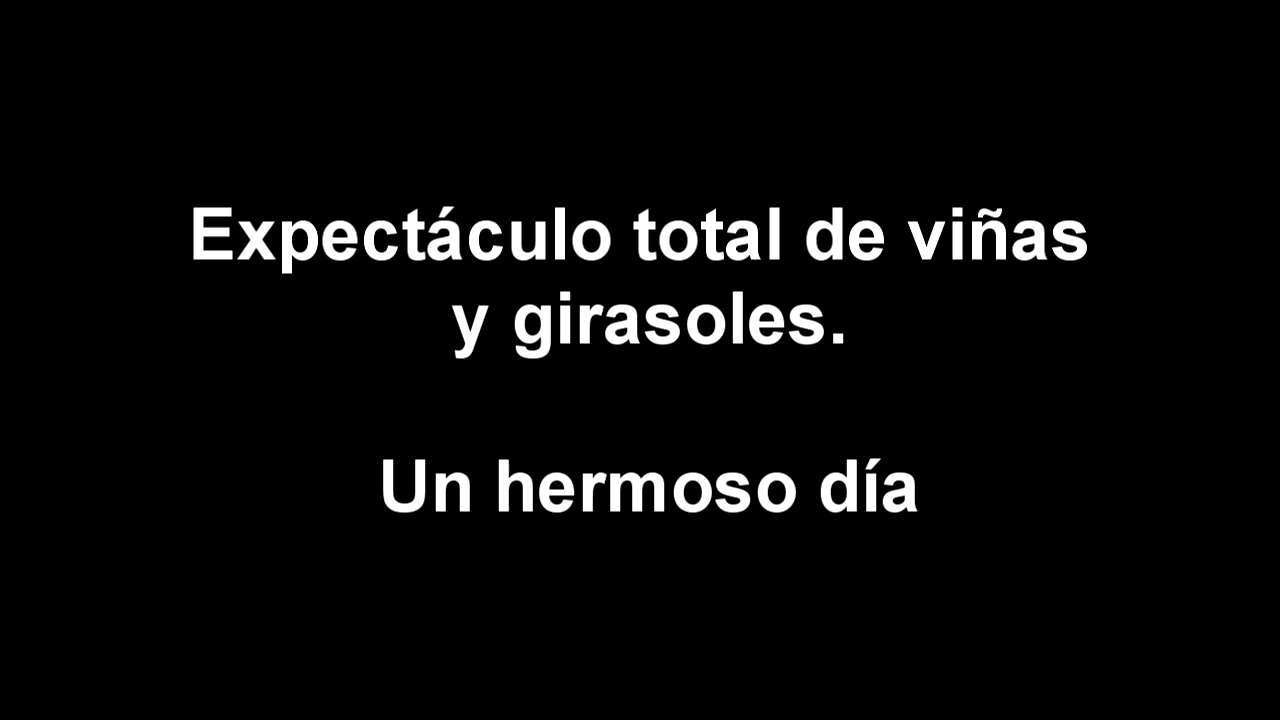 Expectáculo total de viñas
y girasoles.
Un hermoso día